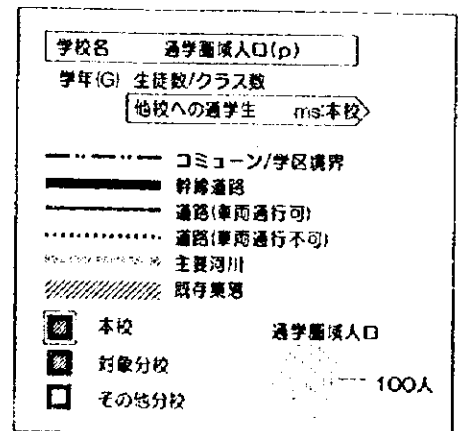 学校名 通学圏域人口(p)
学年(G) 生徒数/クラス数
他校への通学生 ms:本校
コミューン/学区境界
幹線道路
道路(車両通行可)
道路(車両通行不可)
主要河川
既存集落
本校
対象分校
その他分校
通学圏域人口
100人